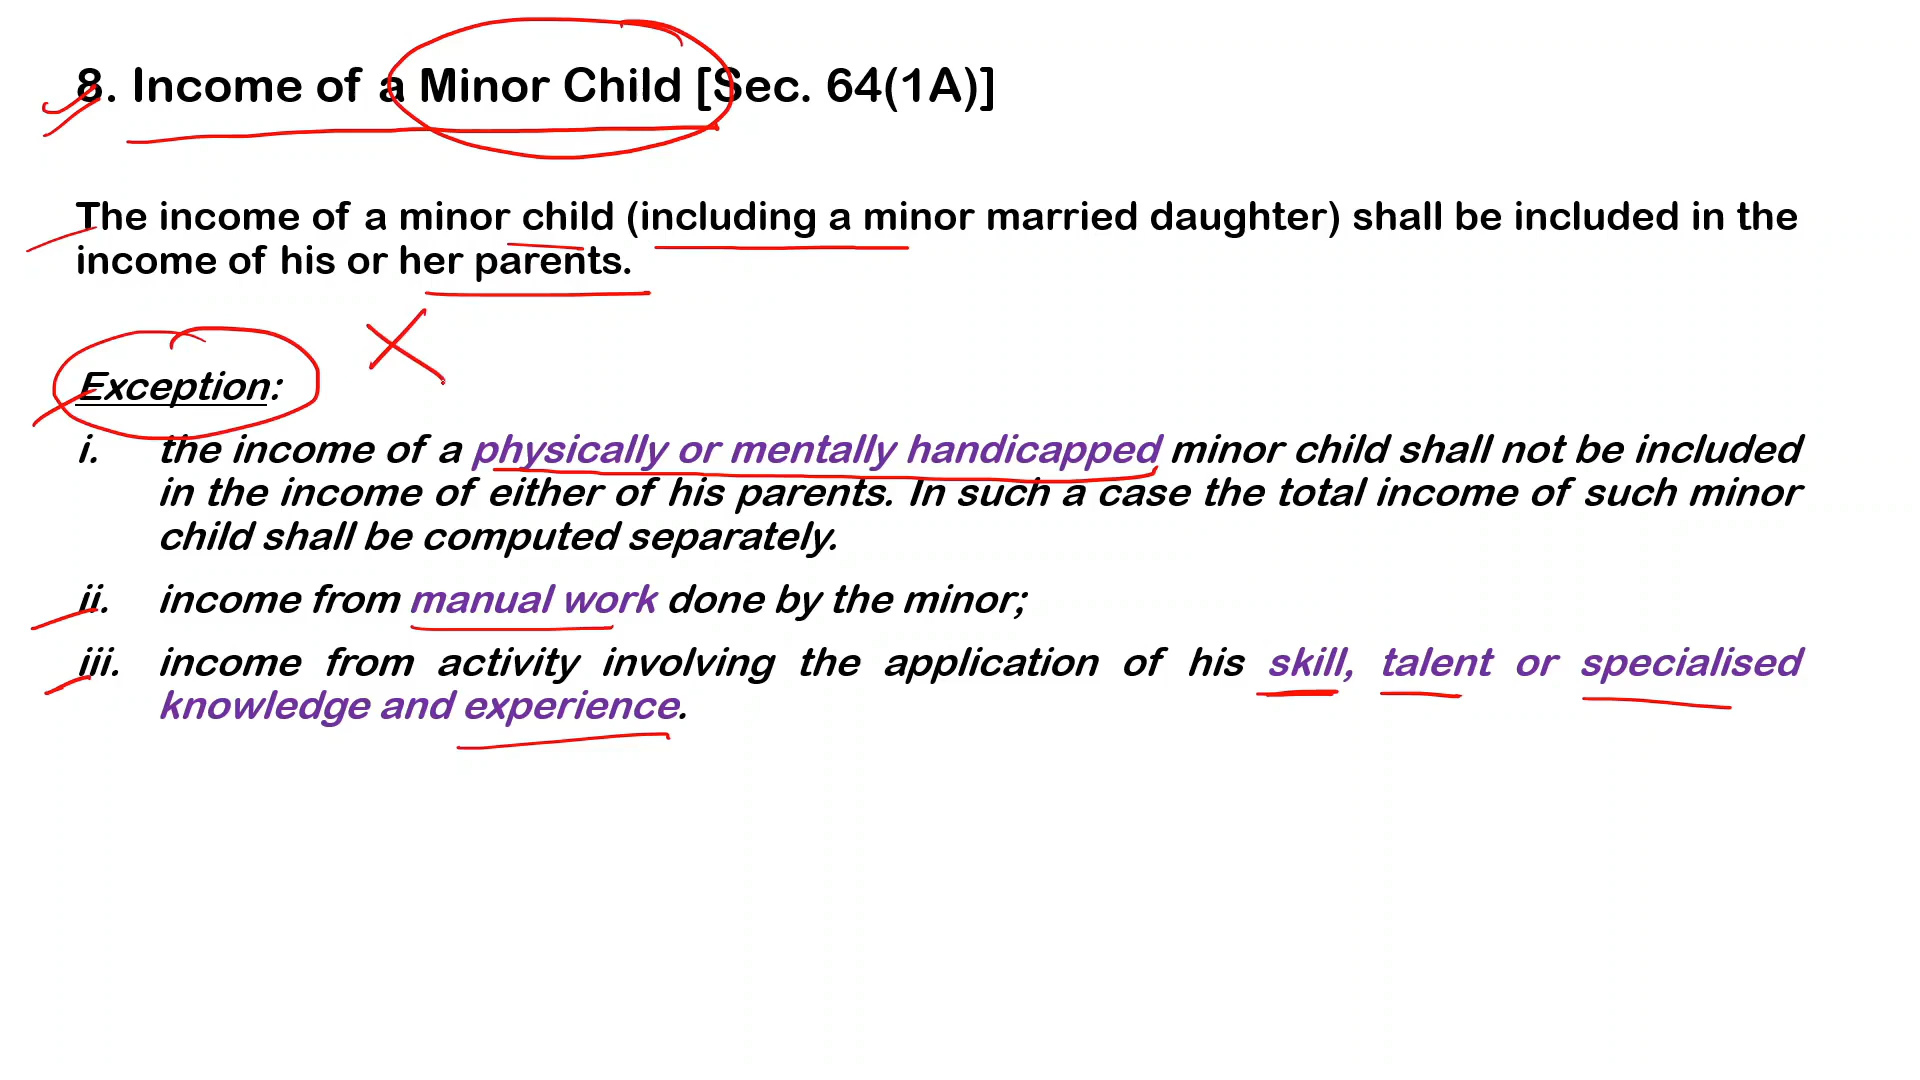 8. Income of a Minor Child [Sec. 64(1A)]
The income of a minor child (including a minor married daughter) shall be included in the
income of his or her parents.
Exception:
i. the income of a physically or mentally handicapped minor child shall not be included
in the income of either of his parents. In such a case the total income of such minor
child shall be computed separately.
ii. income from manual work done by the minor;
iii. income from activity involving the application of his skill, talent or specialised
knowledge and experience.